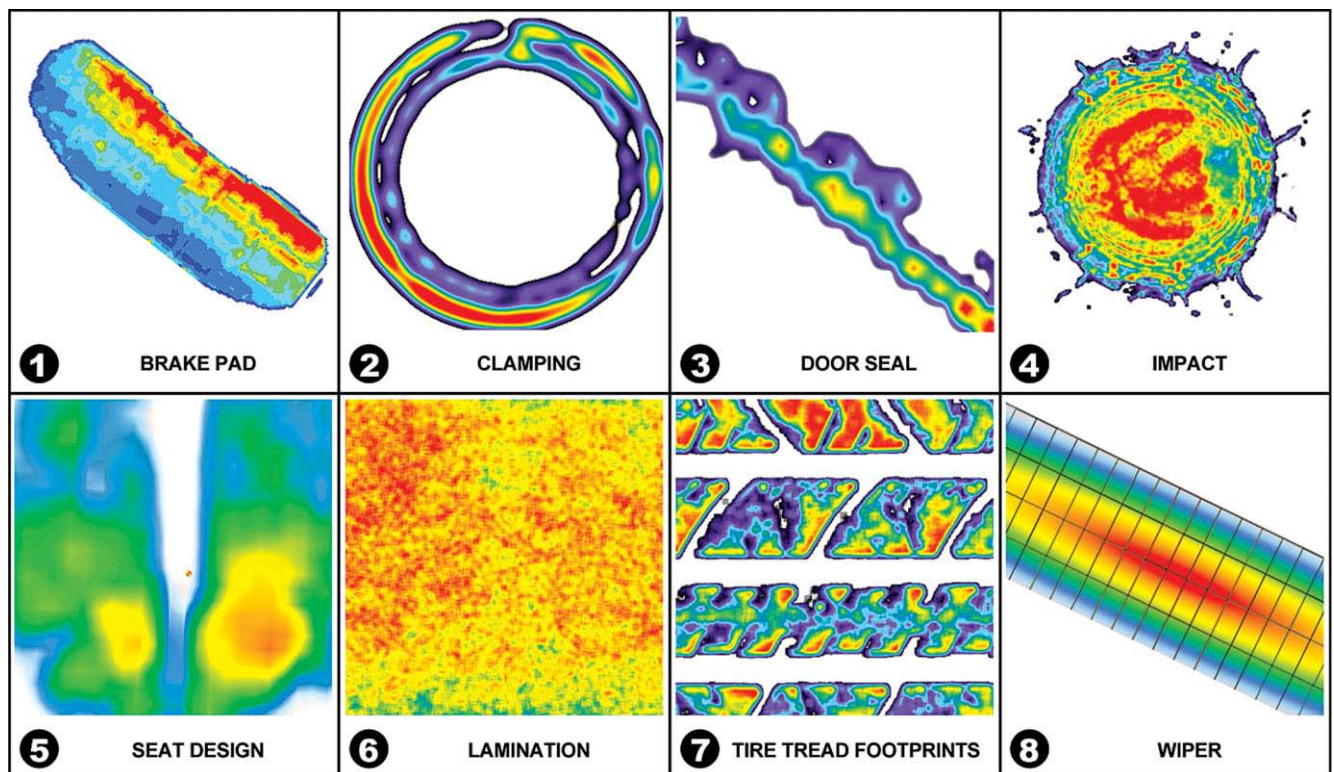 1 BRAKE PAD
2 CLAMPING
3 DOOR SEAL
4 IMPACT
5 SEAT DESIGN
6 LAMINATION
7 TIRE TREAD FOOTPRINTS
8 WIPER